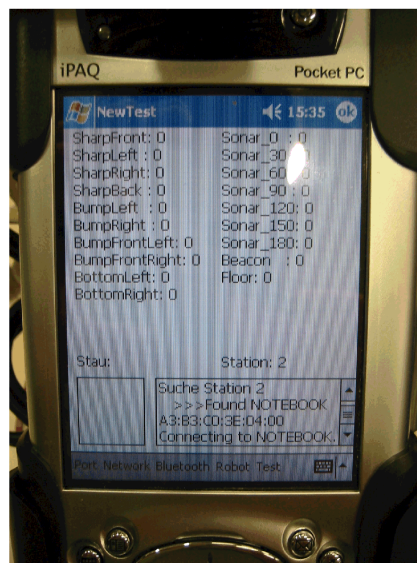 iPAQ Pocket PC
NewTest 15:35 ok
SharpFront: 0
SharpLeft : 0
SharpRight: 0
SharpBack : 0
BumpLeft : 0
BumpRight : 0
BumpFrontLeft: 0
BumpFrontRight: 0
BottomLeft: 0
BottomRight: 0
Sonar_0 : 0
Sonar_30 : 0
Sonar_60 : 0
Sonar_90 : 0
Sonar_120: 0
Sonar_150: 0
Sonar_180: 0
Beacon : 0
Floor: 0
Stau: Station: 2
Suche Station 2
>>>Found NOTEBOOK
A3:B3:C0:3E:04:00
Connecting to NOTEBOOK.
Port Network Bluetooth Robot Test